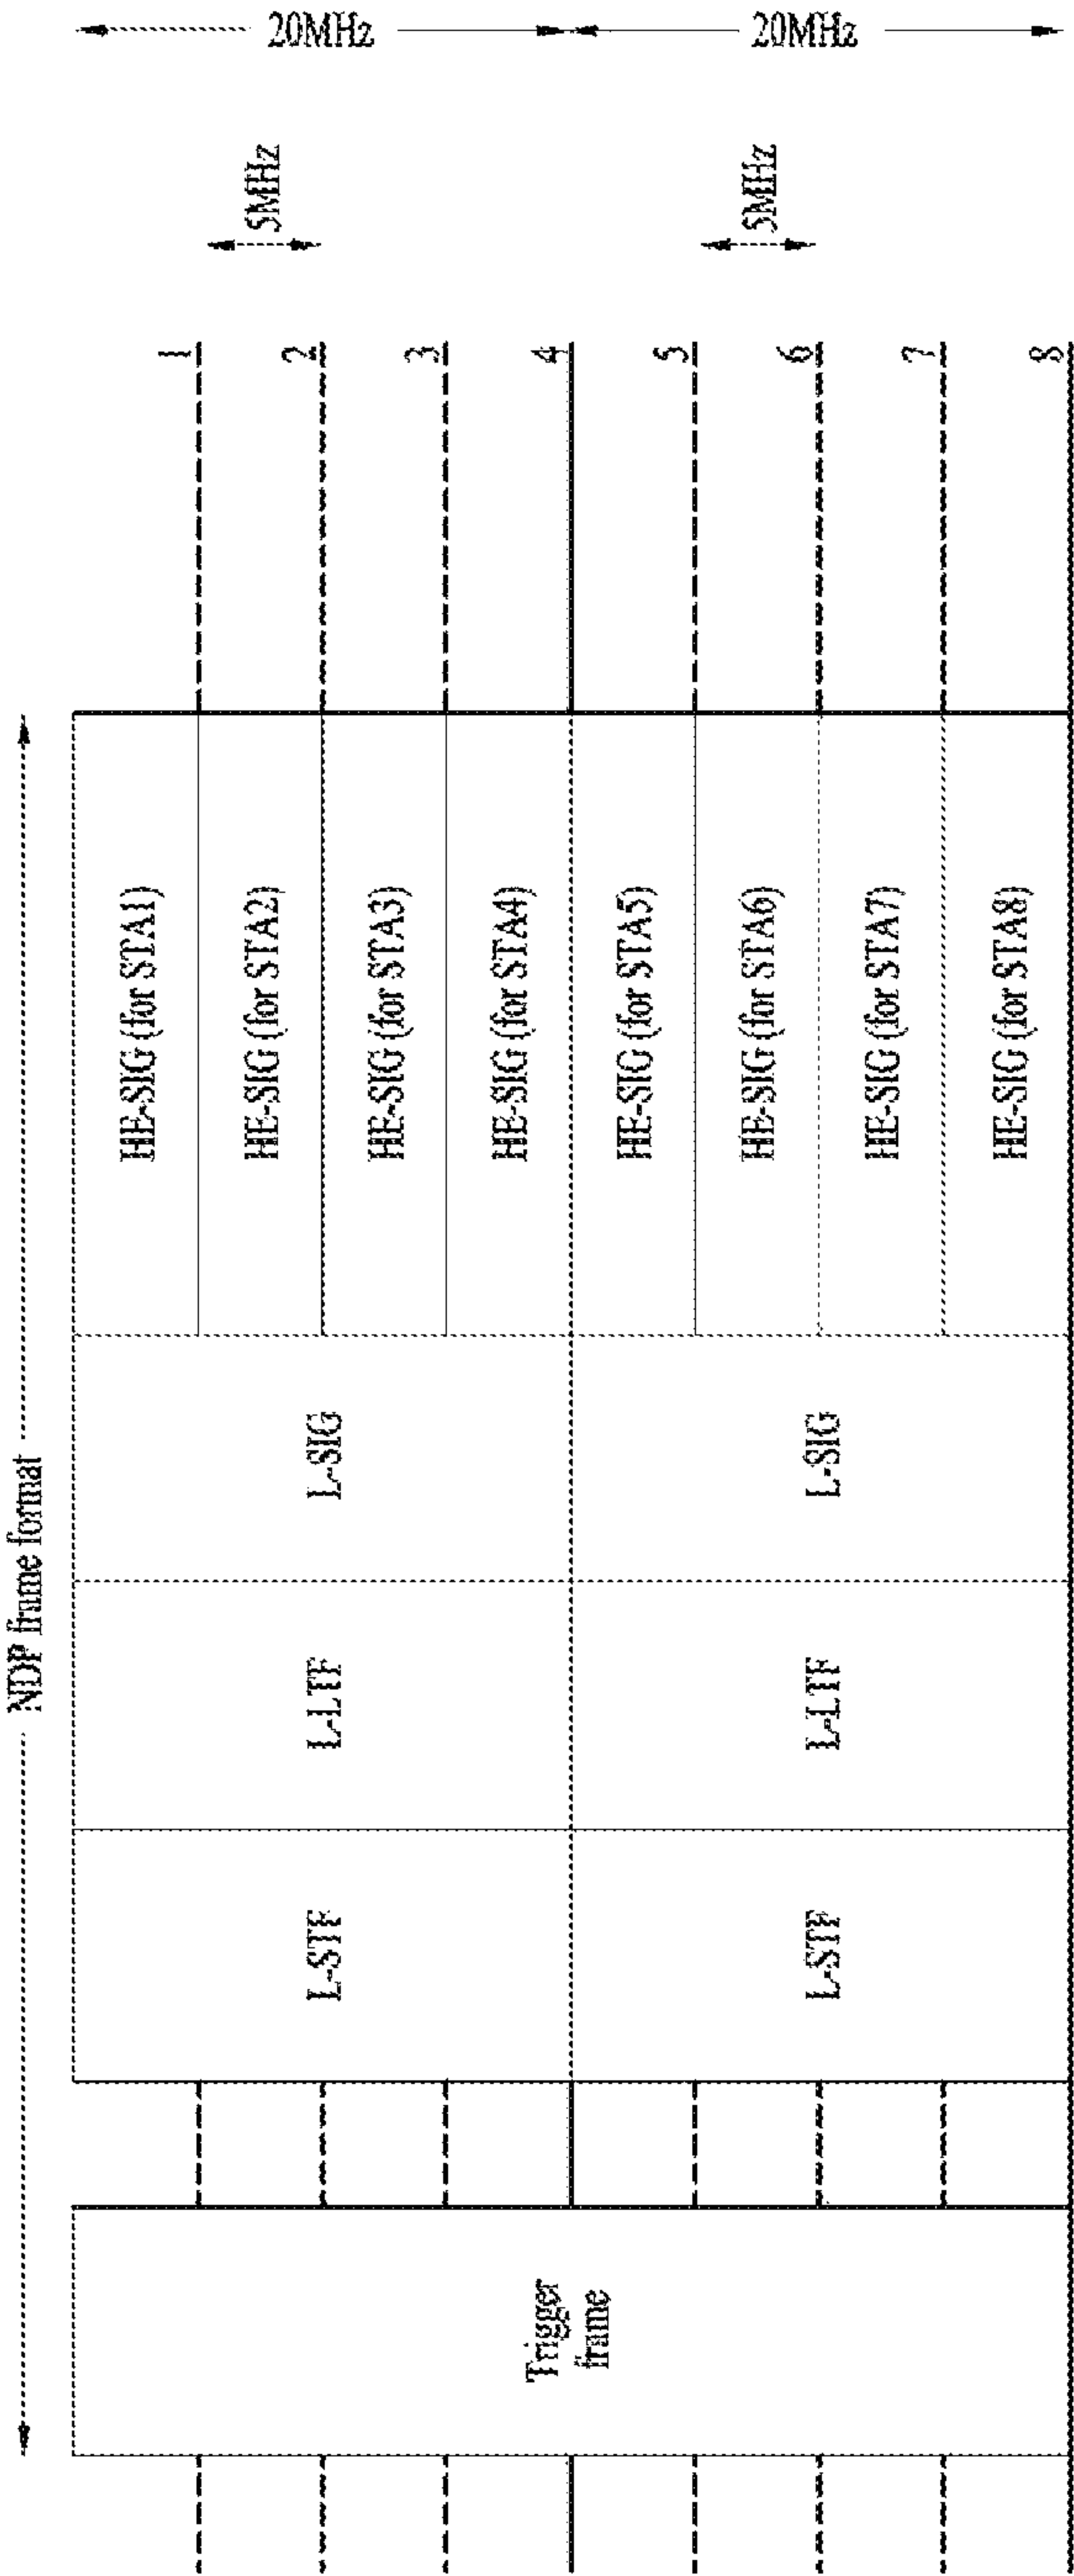 NDP frame format
Trigger
frame
L-STF
L-LTF
L-SIG
HE-SIG (for STA1)
HE-SIG (for STA2)
HE-SIG (for STA3)
HE-SIG (for STA4)
L-STF
L-LTF
L-SIG
HE-SIG (for STA5)
HE-SIG (for STA6)
HE-SIG (for STA7)
HE-SIG (for STA8)
1
2
3
4
5
6
7
8
5MHz
5MHz
20MHz
20MHz